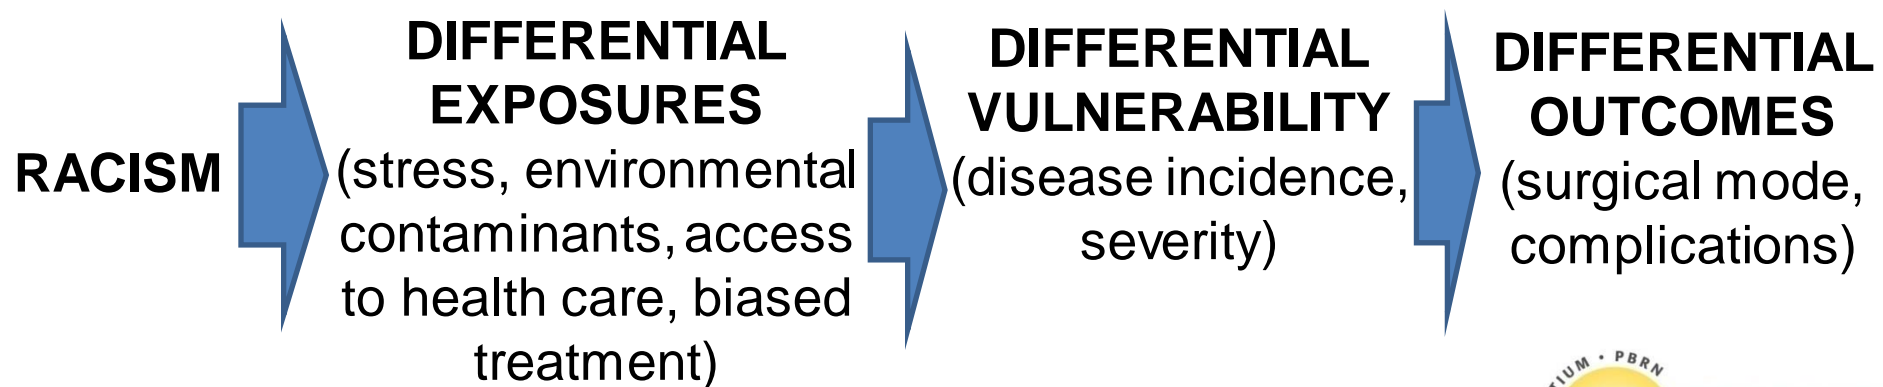 RACISM
DIFFERENTIAL
EXPOSURES
(stress, environmental
contaminants, access
to health care, biased
treatment)
DIFFERENTIAL
VULNERABILITY
(disease incidence,
severity)
DIFFERENTIAL
OUTCOMES
(surgical mode,
complications)
• PBRN